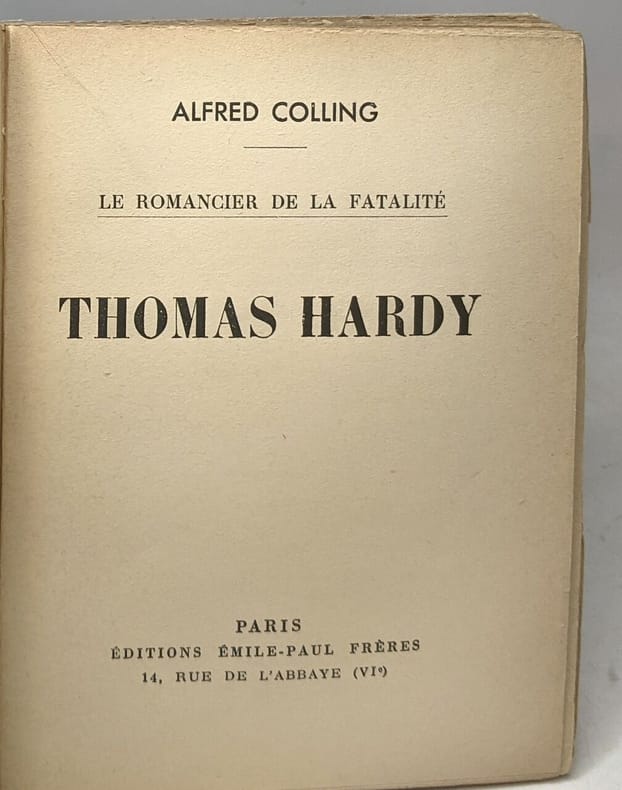 ALFRED COLLING
LE ROMANCIER DE LA FATALITÉ
THOMAS HARDY
PARIS
ÉDITIONS ÉMILE-PAUL FRÈRES
14, RUE DE L'ABBAYE (VIᵉ)